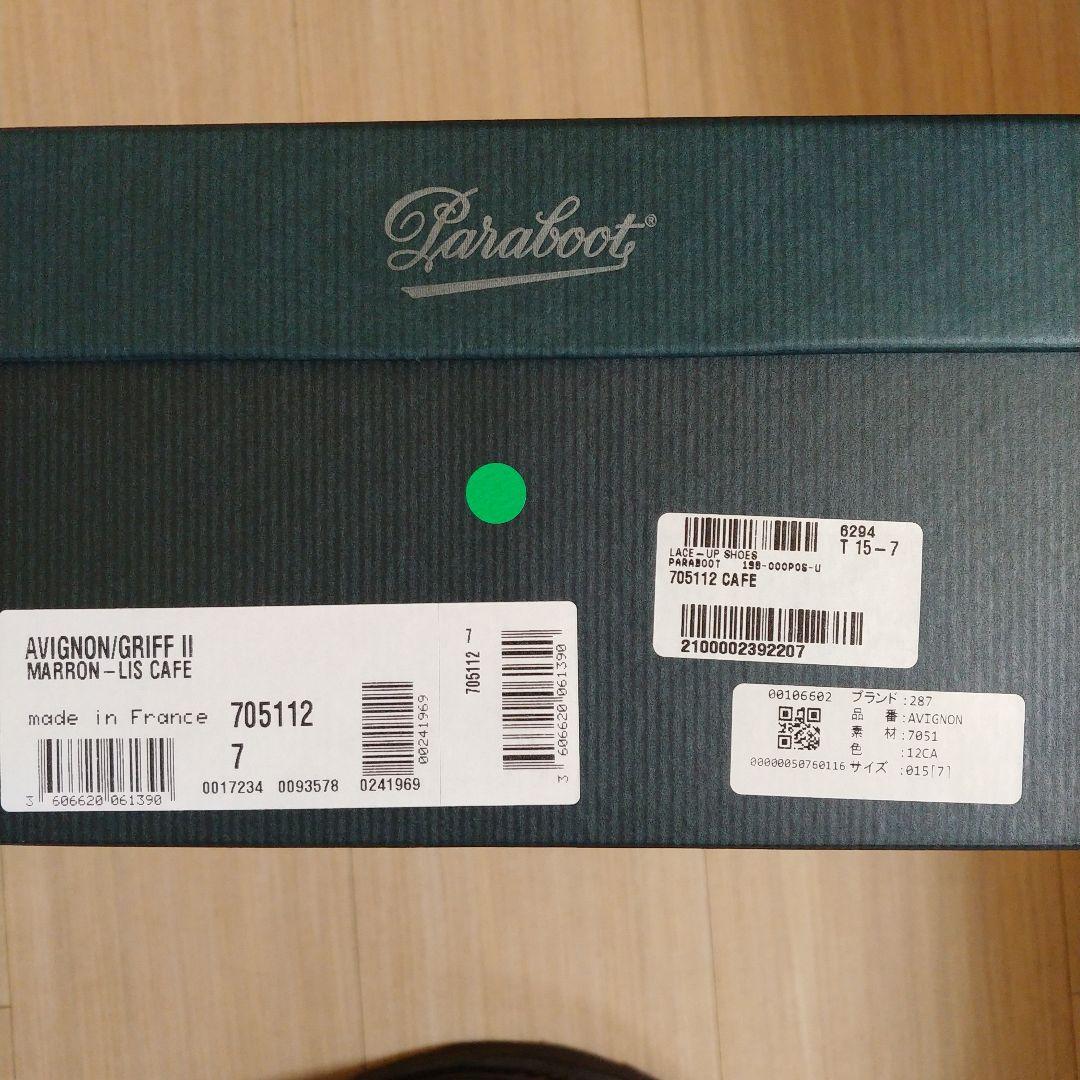 Paraboot®
6294
LACE-UP SHOES
T 15-7
PARABOOT 198-000POS-U
705112 CAFE
2100002392207
AVIGNON/GRIFF II
MARRON-LIS CAFE
made in France 705112
7
3 606620 061390
0017234 0093578 0241969
00241969
7
705112
3 606620 061390
00106602
00000050760116
ブランド:287
品 番:AVIGNON
素 材:7051
色 :12CA
サイズ :015[7]